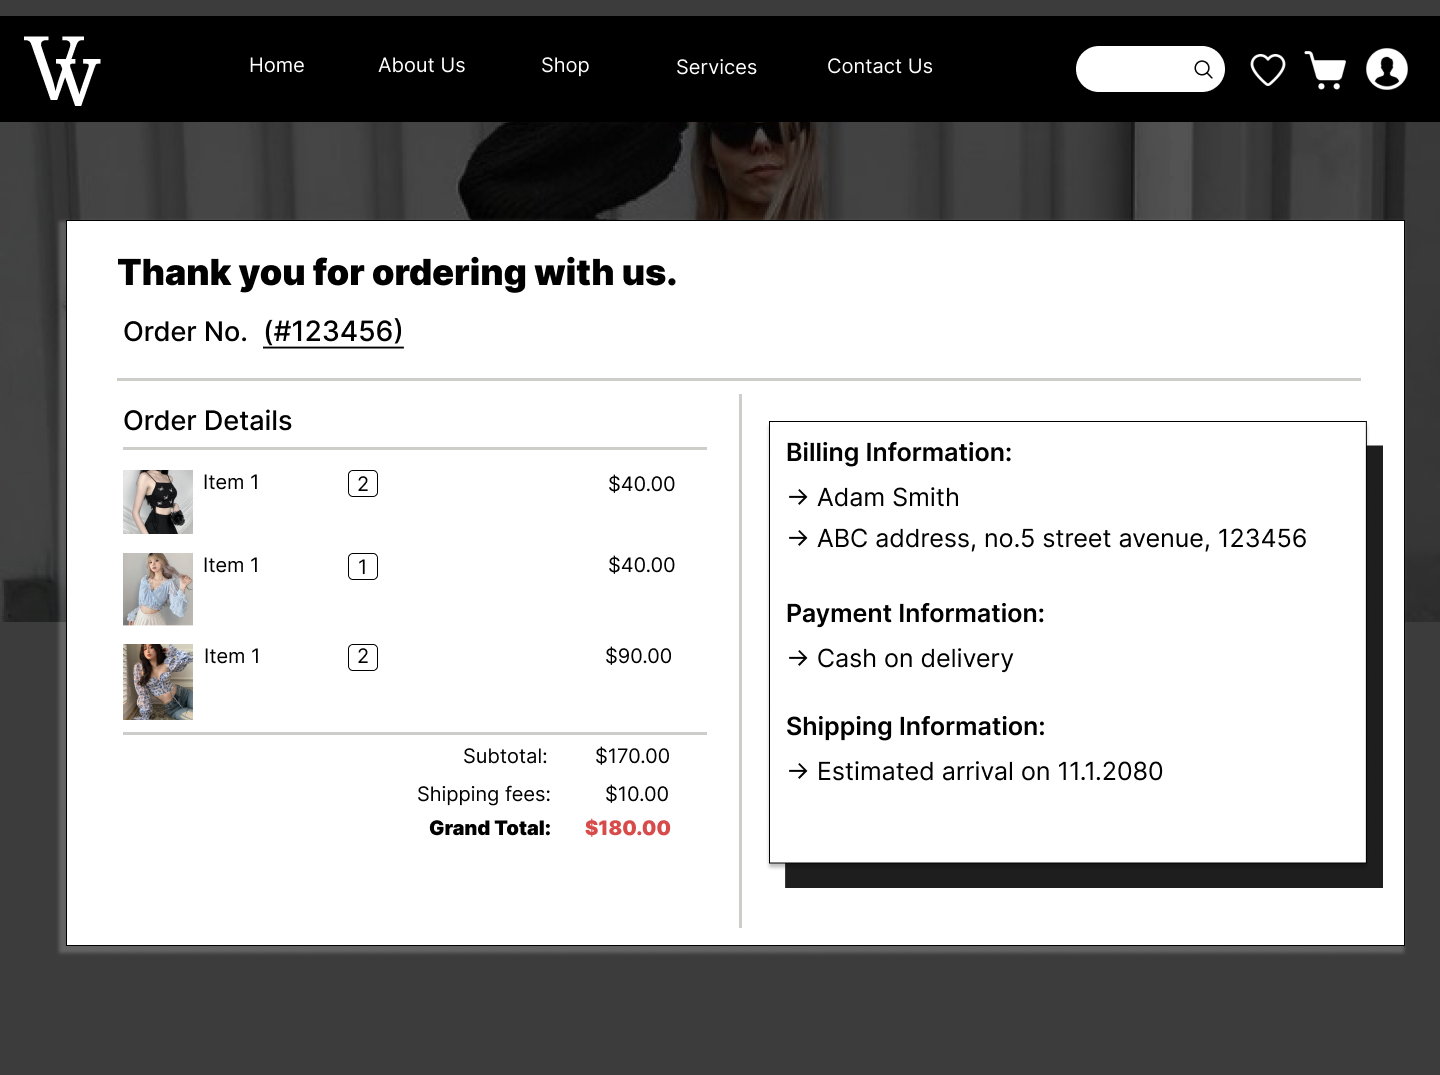 VW
Home About Us Shop Services Contact Us
Thank you for ordering with us.
Order No. (#123456)
Order Details
Item 1 2 $40.00
Item 1 1 $40.00
Item 1 2 $90.00
Subtotal: $170.00
Shipping fees: $10.00
Grand Total: $180.00
Billing Information:
→ Adam Smith
→ ABC address, no.5 street avenue, 123456
Payment Information:
→ Cash on delivery
Shipping Information:
→ Estimated arrival on 11.1.2080